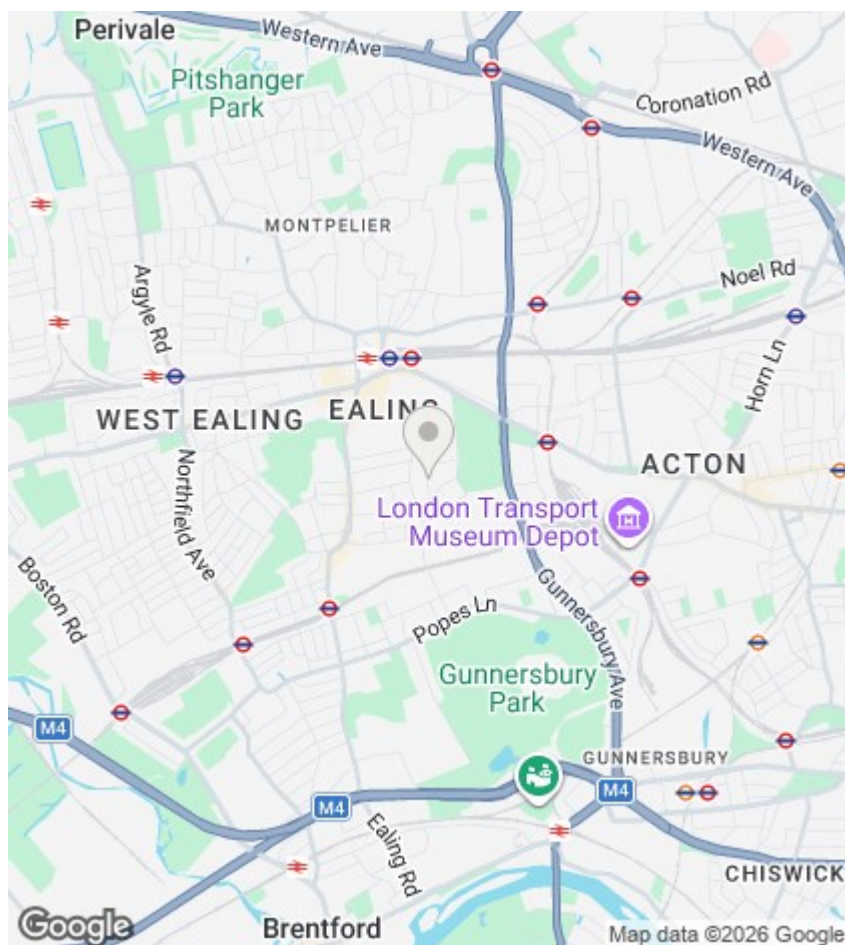 Perivale
Western Ave
Pitshanger
Park
Coronation Rd
Western Ave
MONTPELIER
Noel Rd
Argyle Rd
Horn Ln
WEST EALING
EALING
ACTON
Northfield Ave
London Transport
Museum Depot
Boston Rd
Gunnersbury Ave
Popes Ln
Gunnersbury
Park
M4
GUNNERSBURY
M4
M4
Ealing Rd
CHISWICK
Google
Brentford
Map data ©2026 Google